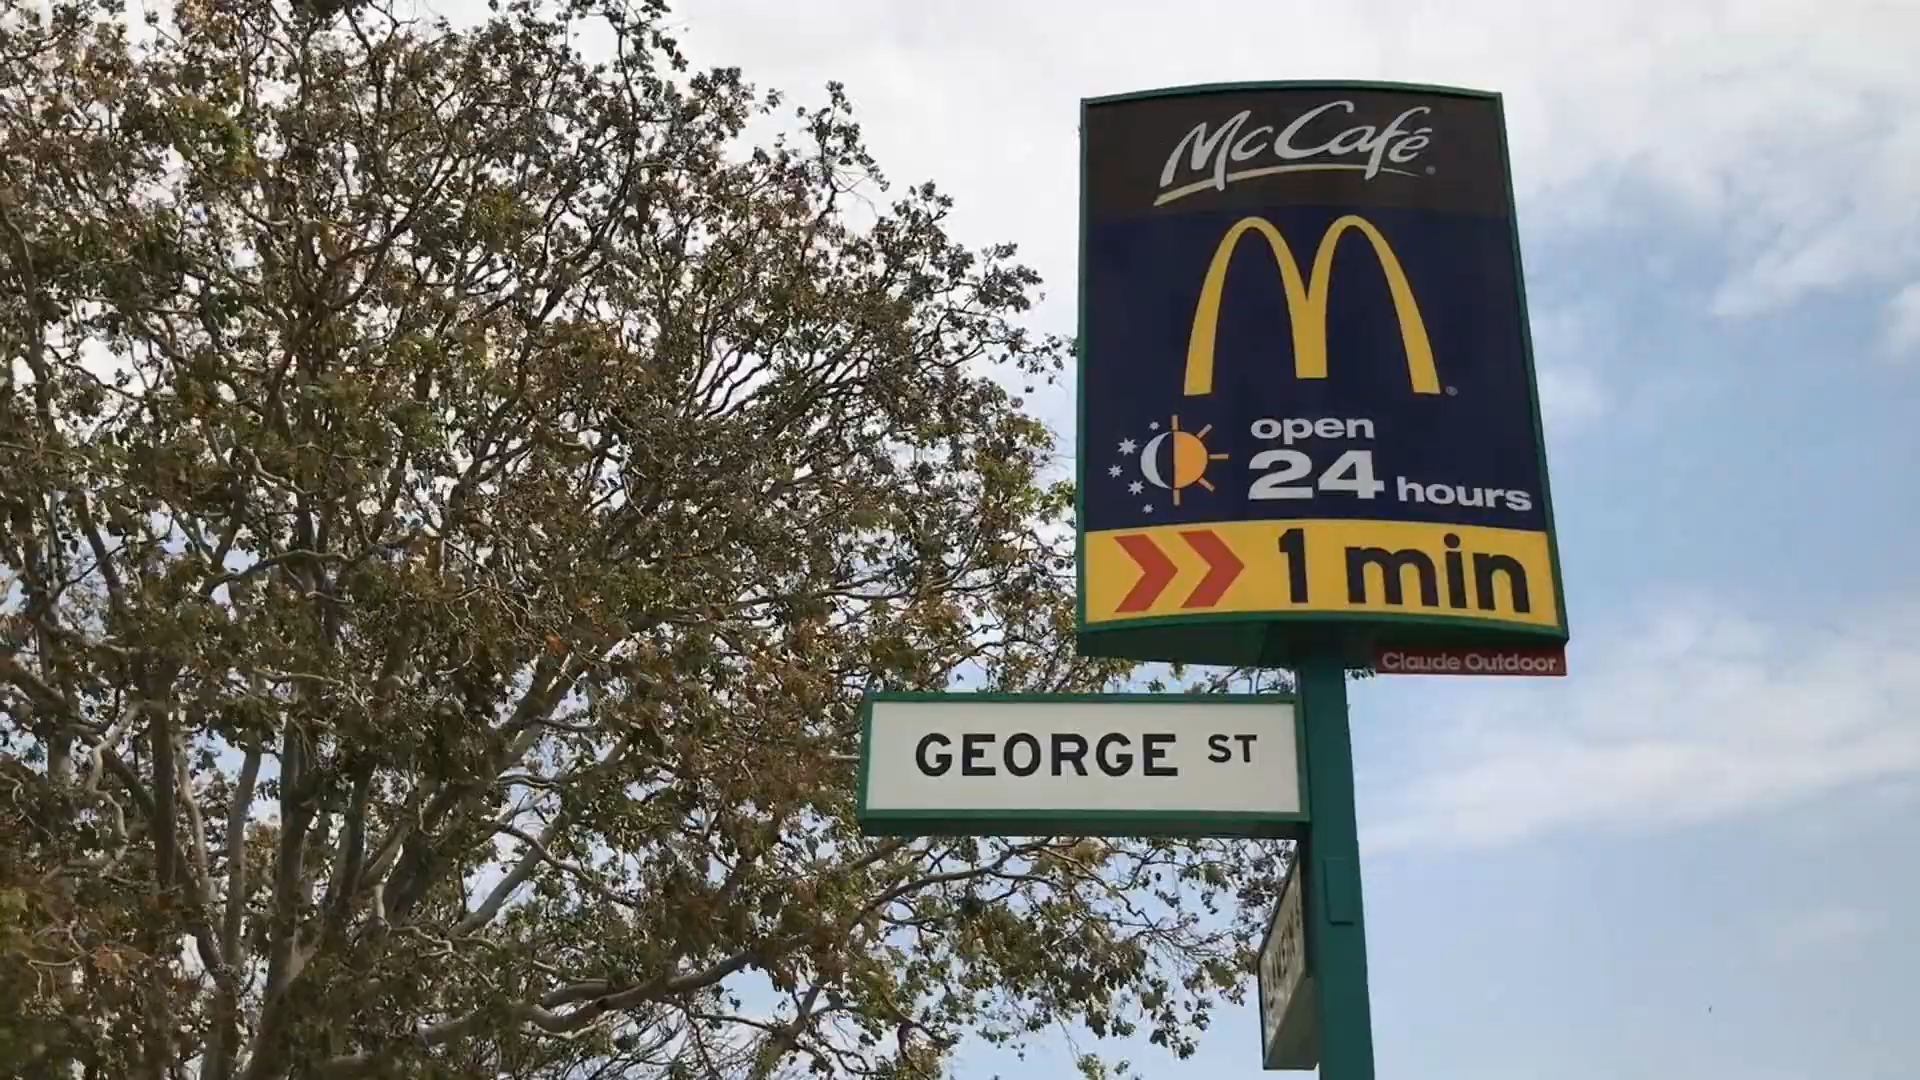 McCafé
M
open
24 hours
1 min
Claude Outdoor
GEORGE ST